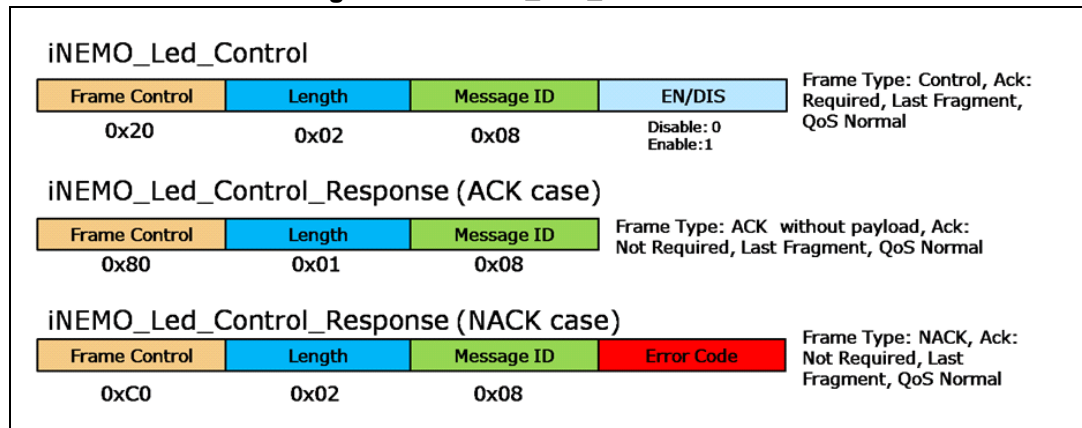 iNEMO_Led_Control
Frame Control Length Message ID EN/DIS
0x20 0x02 0x08 Disable: 0
Enable:1
Frame Type: Control, Ack:
Required, Last Fragment,
QoS Normal
iNEMO_Led_Control_Response (ACK case)
Frame Control Length Message ID
0x80 0x01 0x08
Frame Type: ACK without payload, Ack:
Not Required, Last Fragment, QoS Normal
iNEMO_Led_Control_Response (NACK case)
Frame Control Length Message ID Error Code
0xC0 0x02 0x08
Frame Type: NACK, Ack:
Not Required, Last
Fragment, QoS Normal